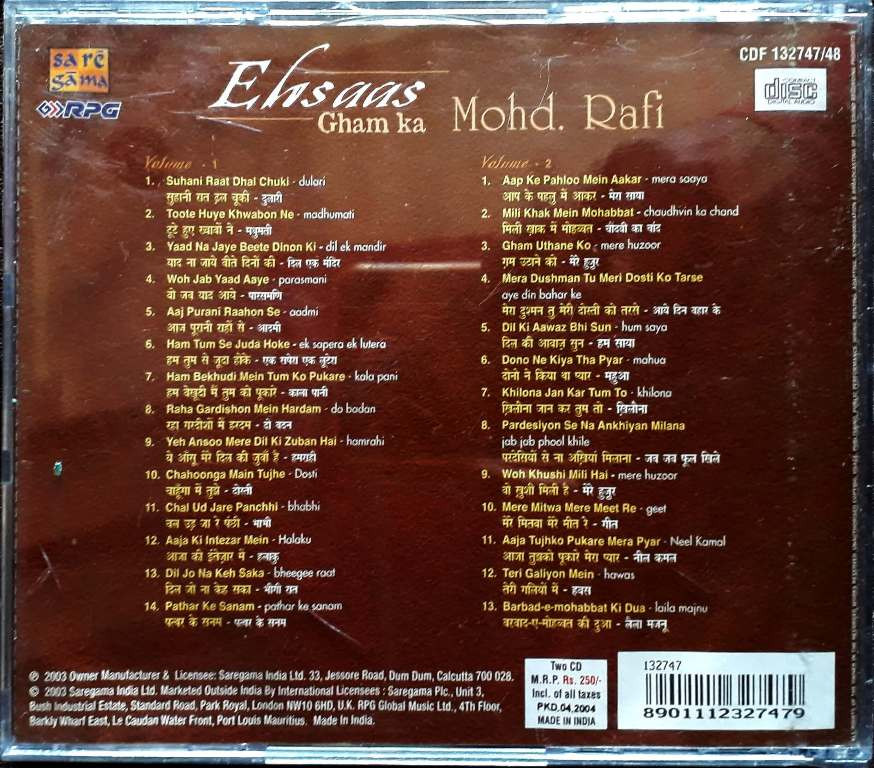 sa rē
gā ma
RPG
Ehsaas
Gham ka
Mohd. Rafi
CDF 132747/48
COMPACT
disc
DIGITAL AUDIO
Volume - 1
1. Suhani Raat Dhal Chuki - dulari
सुहानी रात ढल चूकी - दुलारी
2. Toote Huye Khwabon Ne - madhumati
टूटे हुए ख्वाबों ने - मधुमती
3. Yaad Na Jaye Beete Dinon Ki - dil ek mandir
याद ना जाये बीते दिनों की - दिल एक मंदिर
4. Woh Jab Yaad Aaye - parasmani
वो जब याद आये - पारसमणि
5. Aaj Purani Raahon Se - aadmi
आज पूरानी राहों से - आदमी
6. Ham Tum Se Juda Hoke - ek sapera ek lutera
हम तुम से जूदा होके - एक सपेरा एक लूटेरा
7. Ham Bekhudi Mein Tum Ko Pukare - kala pani
हम बेखूदी में तुम को पूकारे - काला पानी
8. Raha Gardishon Mein Hardam - do badan
रहा गरदीशों में हरदम - दो बदन
9. Yeh Ansoo Mere Dil Ki Zuban Hai - hamrahi
ये आंसू मेरे दिल की जुबाँ है - हमराही
10. Chahoonga Main Tujhe - Dosti
चाहूँगा में तुझे - दोस्ती
11. Chal Ud Jare Panchhi - bhabhi
चल उड़ जा रे पंछी - भाभी
12. Aaja Ki Intezar Mein - Halaku
आजा की इंतेज़ार में - हलाकु
13. Dil Jo Na Keh Saka - bheegee raat
दिल जो ना केह सका - भीगी रात
14. Pathar Ke Sanam - pathar ke sanam
पत्थर के सनम - पत्थर के सनम
Volume - 2
1. Aap Ke Pahloo Mein Aakar - mera saaya
आप के पहलु में आकर - मेरा साया
2. Mili Khak Mein Mohabbat - chaudhvin ka chand
मिली ख़ाक में मोहब्बत - चौदवी का चांद
3. Gham Uthane Ko - mere huzoor
ग़म उठाने की - मेरे हुजुर
4. Mera Dushman Tu Meri Dosti Ko Tarse
aye din bahar ke
मेरा दुश्मन तु मेरी दोस्ती को तरसे - आये दिन बहार के
5. Dil Ki Aawaz Bhi Sun - hum saya
दिल की आवाज़ सुन - हम साया
6. Dono Ne Kiya Tha Pyar - mahua
दोनो ने किया था प्यार - महुआ
7. Khilona Jan Kar Tum To - khilona
खिलौना जान कर तुम तो - खिलौना
8. Pardesiyon Se Na Ankhiyan Milana
jab jab phool khile
परदेसियों से ना अखियां मिलाना - जब जब फूल खिले
9. Woh Khushi Mili Hai - mere huzoor
वो खुशी मिली है - मेरे हुजुर
10. Mere Mitwa Mere Meet Re - geet
मेरे मितवा मेरे मीत रे - गीत
11. Aaja Tujhko Pukare Mera Pyar - Neel Kamal
आजा तुझको पूकारे मेरा प्यार - नील कमल
12. Teri Galiyon Mein - hawas
तेरी गलियों में - हवस
13. Barbad-e-mohabbat Ki Dua - laila majnu
बरबाद-ए-मोहब्बत की दुआ - लैला मजनू
℗ 2003 Owner Manufacturer & Licensee: Saregama India Ltd. 33, Jessore Road, Dum Dum, Calcutta 700 028.
© 2003 Saregama India Ltd. Marketed Outside India By International Licensees : Saregama Plc., Unit 3,
Bush Industrial Estate, Standard Road, Park Royal, London NW10 6HD, U.K. RPG Global Music Ltd., 4Th Floor,
Barkly Wharf East, Le Caudan Water Front, Port Louis Mauritius. Made In India.
Two CD
M.R.P. Rs. 250/-
Incl. of all taxes
PKD.04,2004
MADE IN INDIA
132747
8901112327479